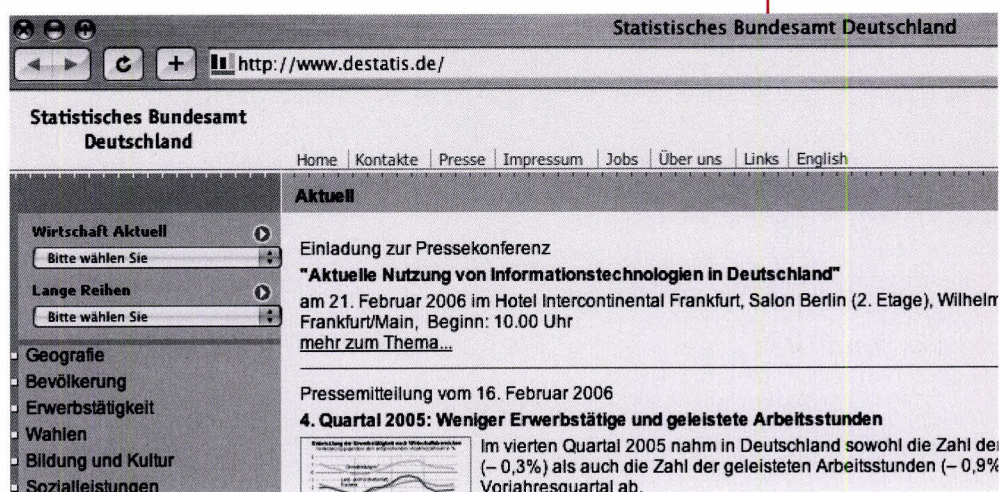 Statistisches Bundesamt Deutschland
http://www.destatis.de/
Statistisches Bundesamt
Deutschland
Home Kontakte Presse Impressum Jobs Über uns Links English
Aktuell
Wirtschaft Aktuell
Bitte wählen Sie
Lange Reihen
Bitte wählen Sie
Geografie
Bevölkerung
Erwerbstätigkeit
Wahlen
Bildung und Kultur
Sozialleistungen
Einladung zur Pressekonferenz
"Aktuelle Nutzung von Informationstechnologien in Deutschland"
am 21. Februar 2006 im Hotel Intercontinental Frankfurt, Salon Berlin (2. Etage),
Frankfurt/Main, Beginn: 10.00 Uhr
mehr zum Thema...
Pressemitteilung vom 16. Februar 2006
4. Quartal 2005: Weniger Erwerbstätige und geleistete Arbeitsstunden
Im vierten Quartal 2005 nahm in Deutschland sowohl die Zahl
(– 0,3%) als auch die Zahl der geleisteten Arbeitsstunden (– 0,9%
Vorjahresquartal ab.